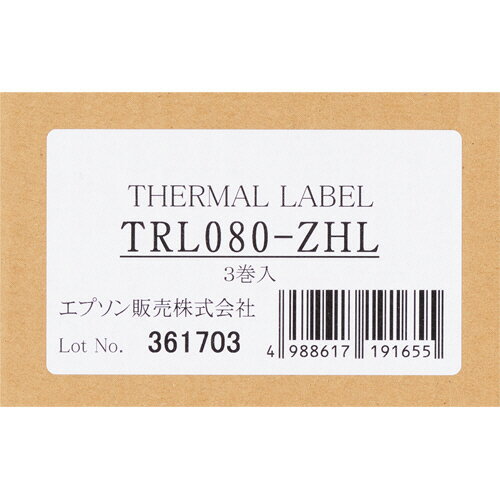 THERMAL LABEL
TRL080-ZHL
3巻入
エプソン販売株式会社
Lot No. 361703
4 988617 191655